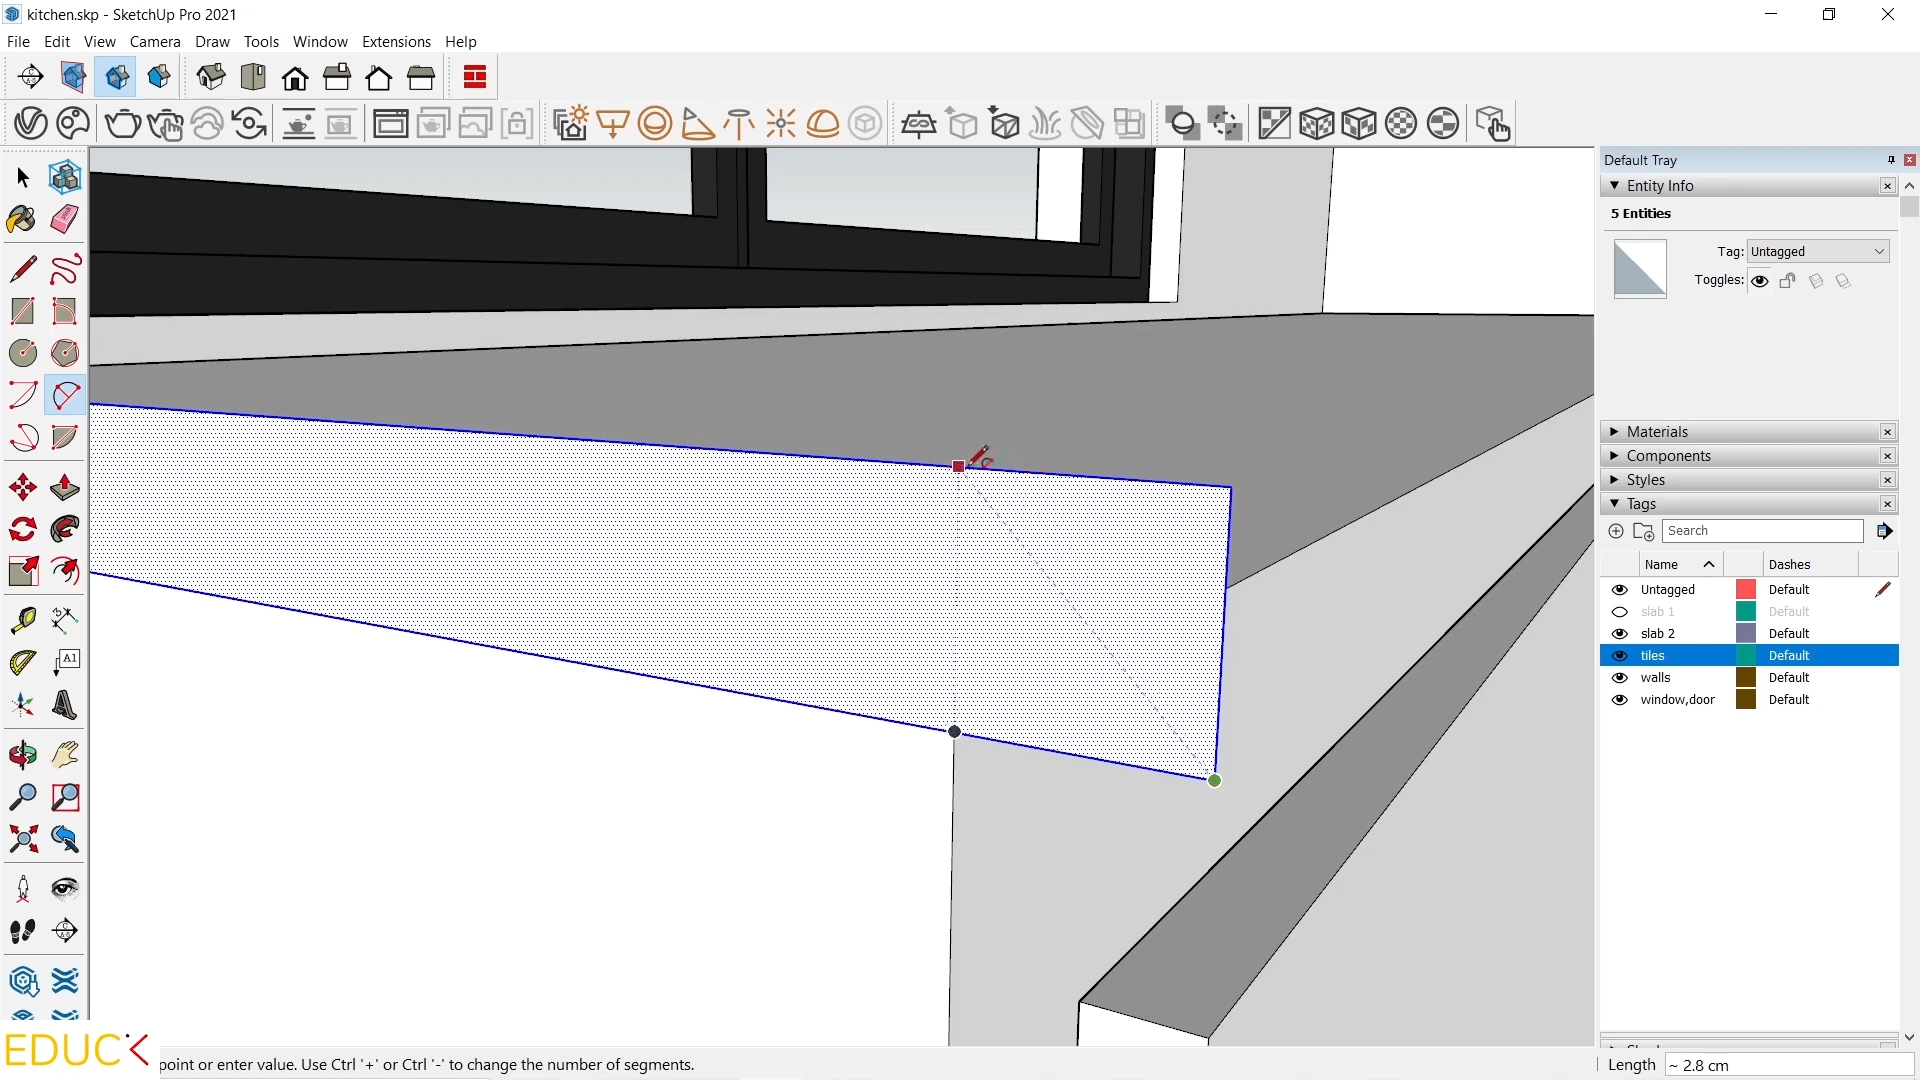 kitchen.skp - SketchUp Pro 2021
File Edit View Camera Draw Tools Window Extensions Help
Default Tray
Entity Info
5 Entities
Tag: Untagged
Toggles:
Materials
Components
Styles
Tags
Search
Name Dashes
Untagged Default
slab 1 Default
slab 2 Default
tiles Default
walls Default
window,door Default
A1
EDUC
point or enter value. Use Ctrl '+' or Ctrl '-' to change the number of segments.
Length ~ 2.8 cm